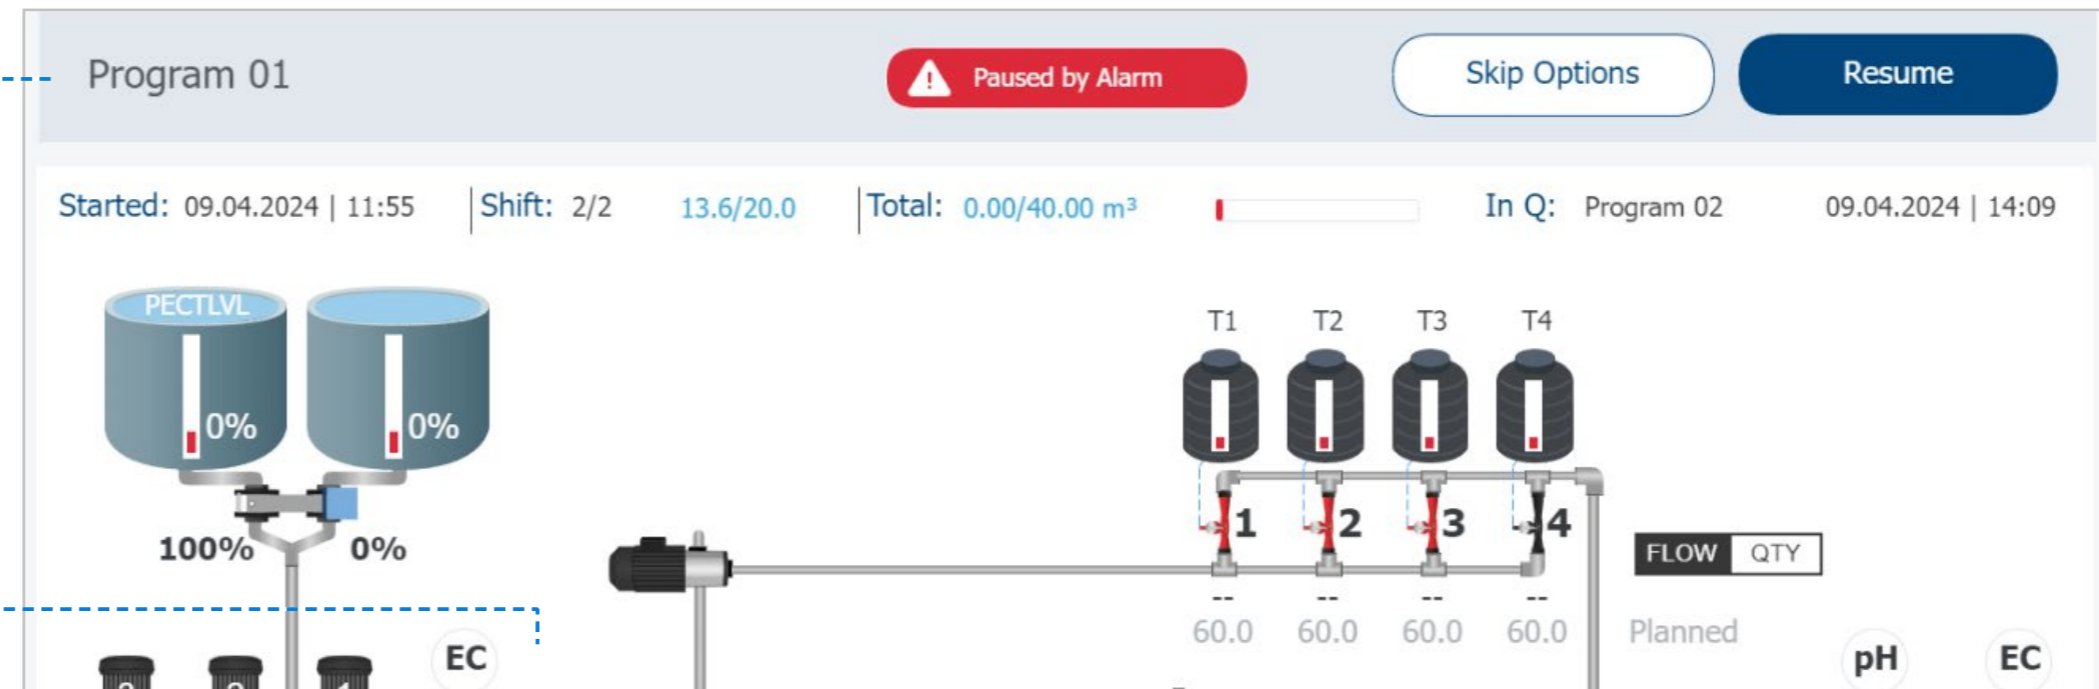 Program 01
Paused by Alarm
Skip Options
Resume
Started: 09.04.2024 | 11:55
Shift: 2/2
13.6/20.0
Total: 0.00/40.00 m³
In Q: Program 02
09.04.2024 | 14:09
PECTLVL
0%
0%
100%
0%
T1 T2 T3 T4
1 2 3 4
FLOW QTY
-- -- -- --
60.0 60.0 60.0 60.0 Planned
EC
pH
EC